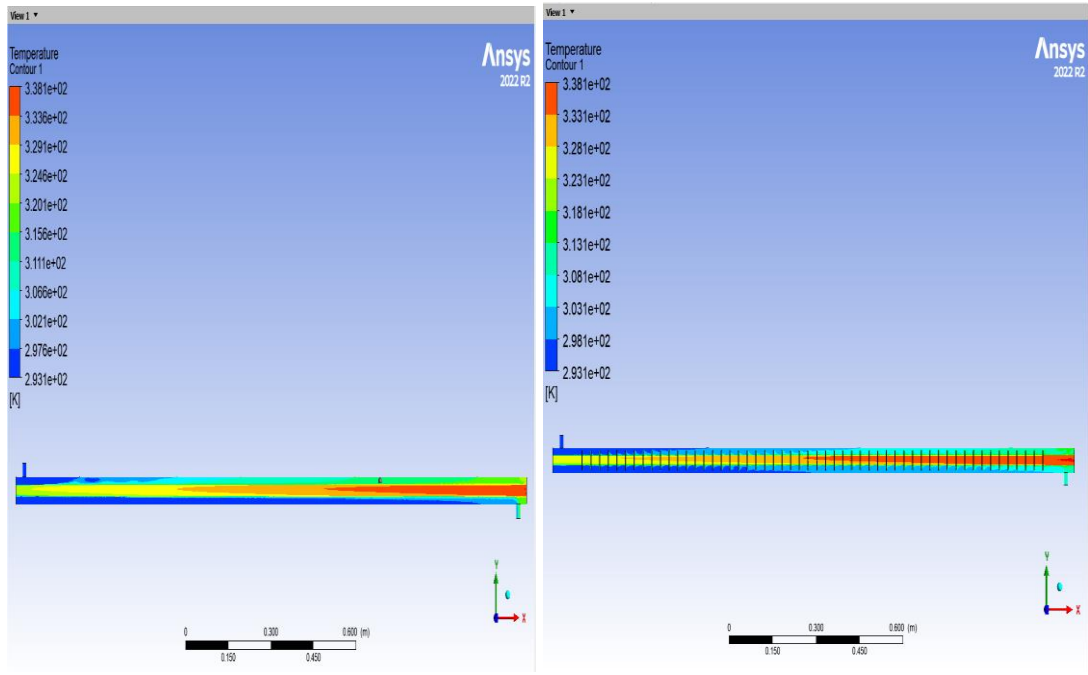 View 1
Temperature
Contour 1
3.381e+02
3.336e+02
3.291e+02
3.246e+02
3.201e+02
3.156e+02
3.111e+02
3.066e+02
3.021e+02
2.976e+02
2.931e+02
[K]
Ansys
2022 R2
Y
X
0 0.300 0.600 (m)
0.150 0.450
View 1
Temperature
Contour 1
3.381e+02
3.331e+02
3.281e+02
3.231e+02
3.181e+02
3.131e+02
3.081e+02
3.031e+02
2.981e+02
2.931e+02
[K]
Ansys
2022 R2
Y
X
0 0.300 0.600 (m)
0.150 0.450